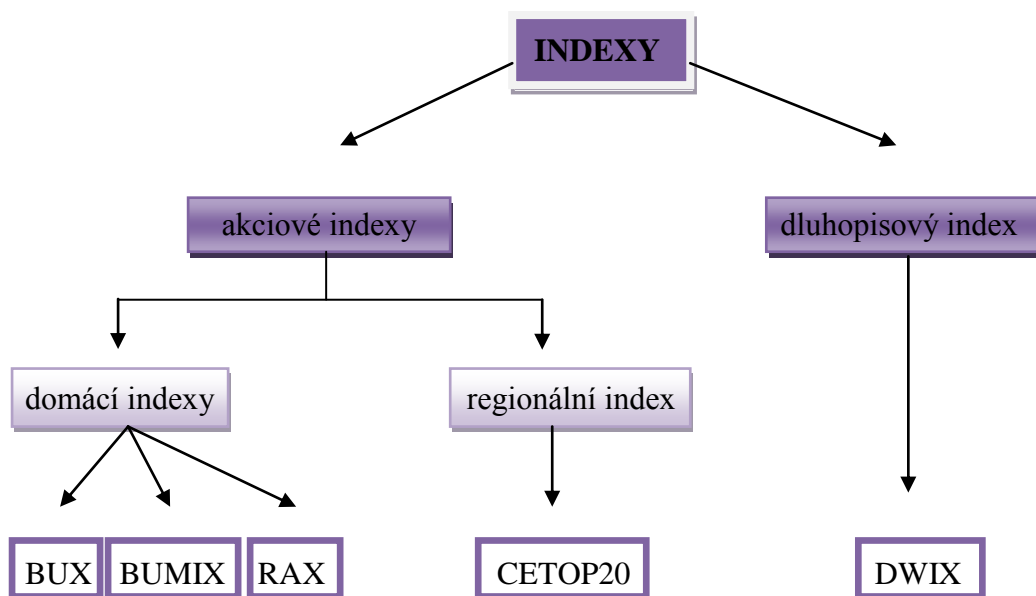 INDEXY
akciové indexy
dluhopisový index
domácí indexy
regionální index
BUX
BUMIX
RAX
CETOP20
DWIX